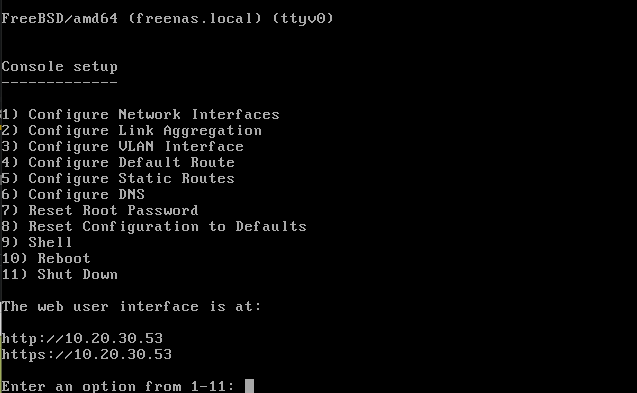 FreeBSD/amd64 (freenas.local) (ttyv0)
Console setup
-------------
1) Configure Network Interfaces
2) Configure Link Aggregation
3) Configure VLAN Interface
4) Configure Default Route
5) Configure Static Routes
6) Configure DNS
7) Reset Root Password
8) Reset Configuration to Defaults
9) Shell
10) Reboot
11) Shut Down
The web user interface is at:
http://10.20.30.53
https://10.20.30.53
Enter an option from 1-11: